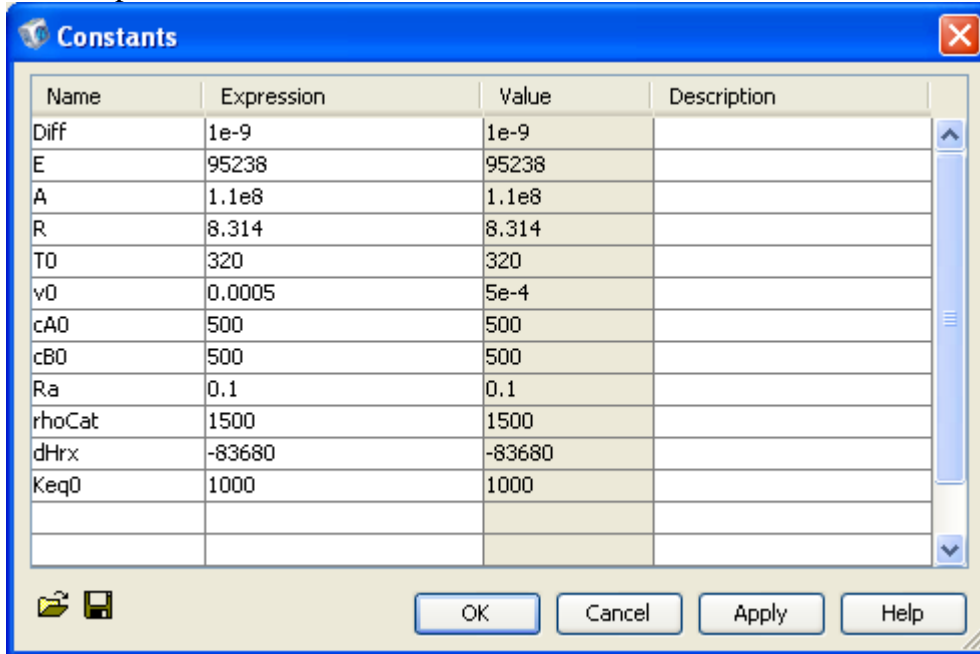 Constants
Name Expression Value Description
Diff 1e-9 1e-9
E 95238 95238
A 1.1e8 1.1e8
R 8.314 8.314
T0 320 320
v0 0.0005 5e-4
cA0 500 500
cB0 500 500
Ra 0.1 0.1
rhoCat 1500 1500
dHrx -83680 -83680
Keq0 1000 1000
OK Cancel Apply Help